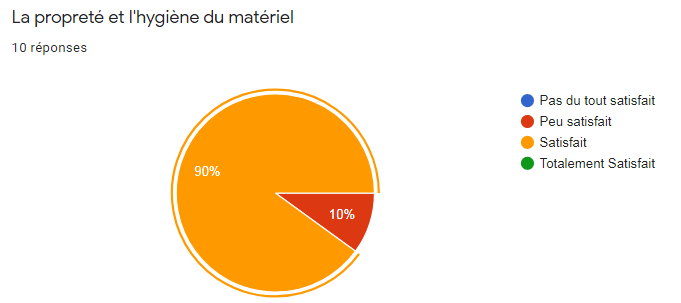 La propreté et l'hygiène du matériel
10 réponses
90%
10%
Pas du tout satisfait
Peu satisfait
Satisfait
Totalement Satisfait